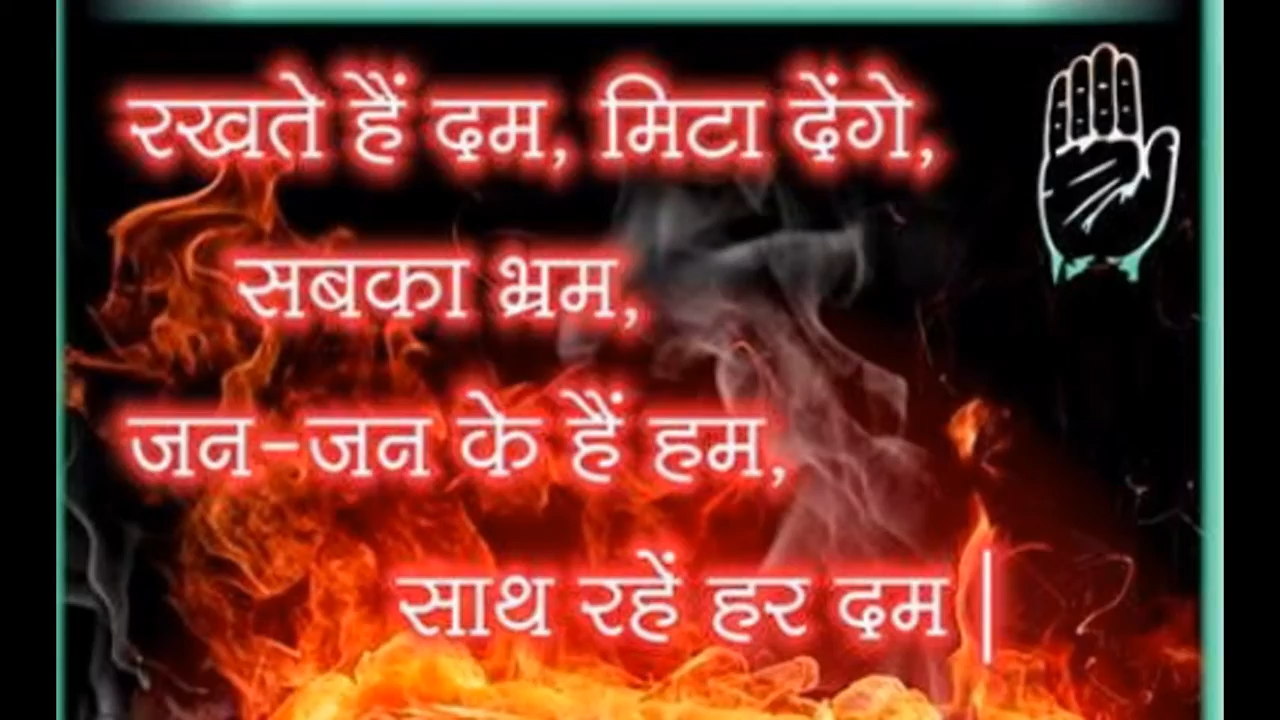 रखते हैं दम, मिटा देंगे,
सबका भ्रम,
जन-जन के हैं हम,
साथ रहें हर दम |